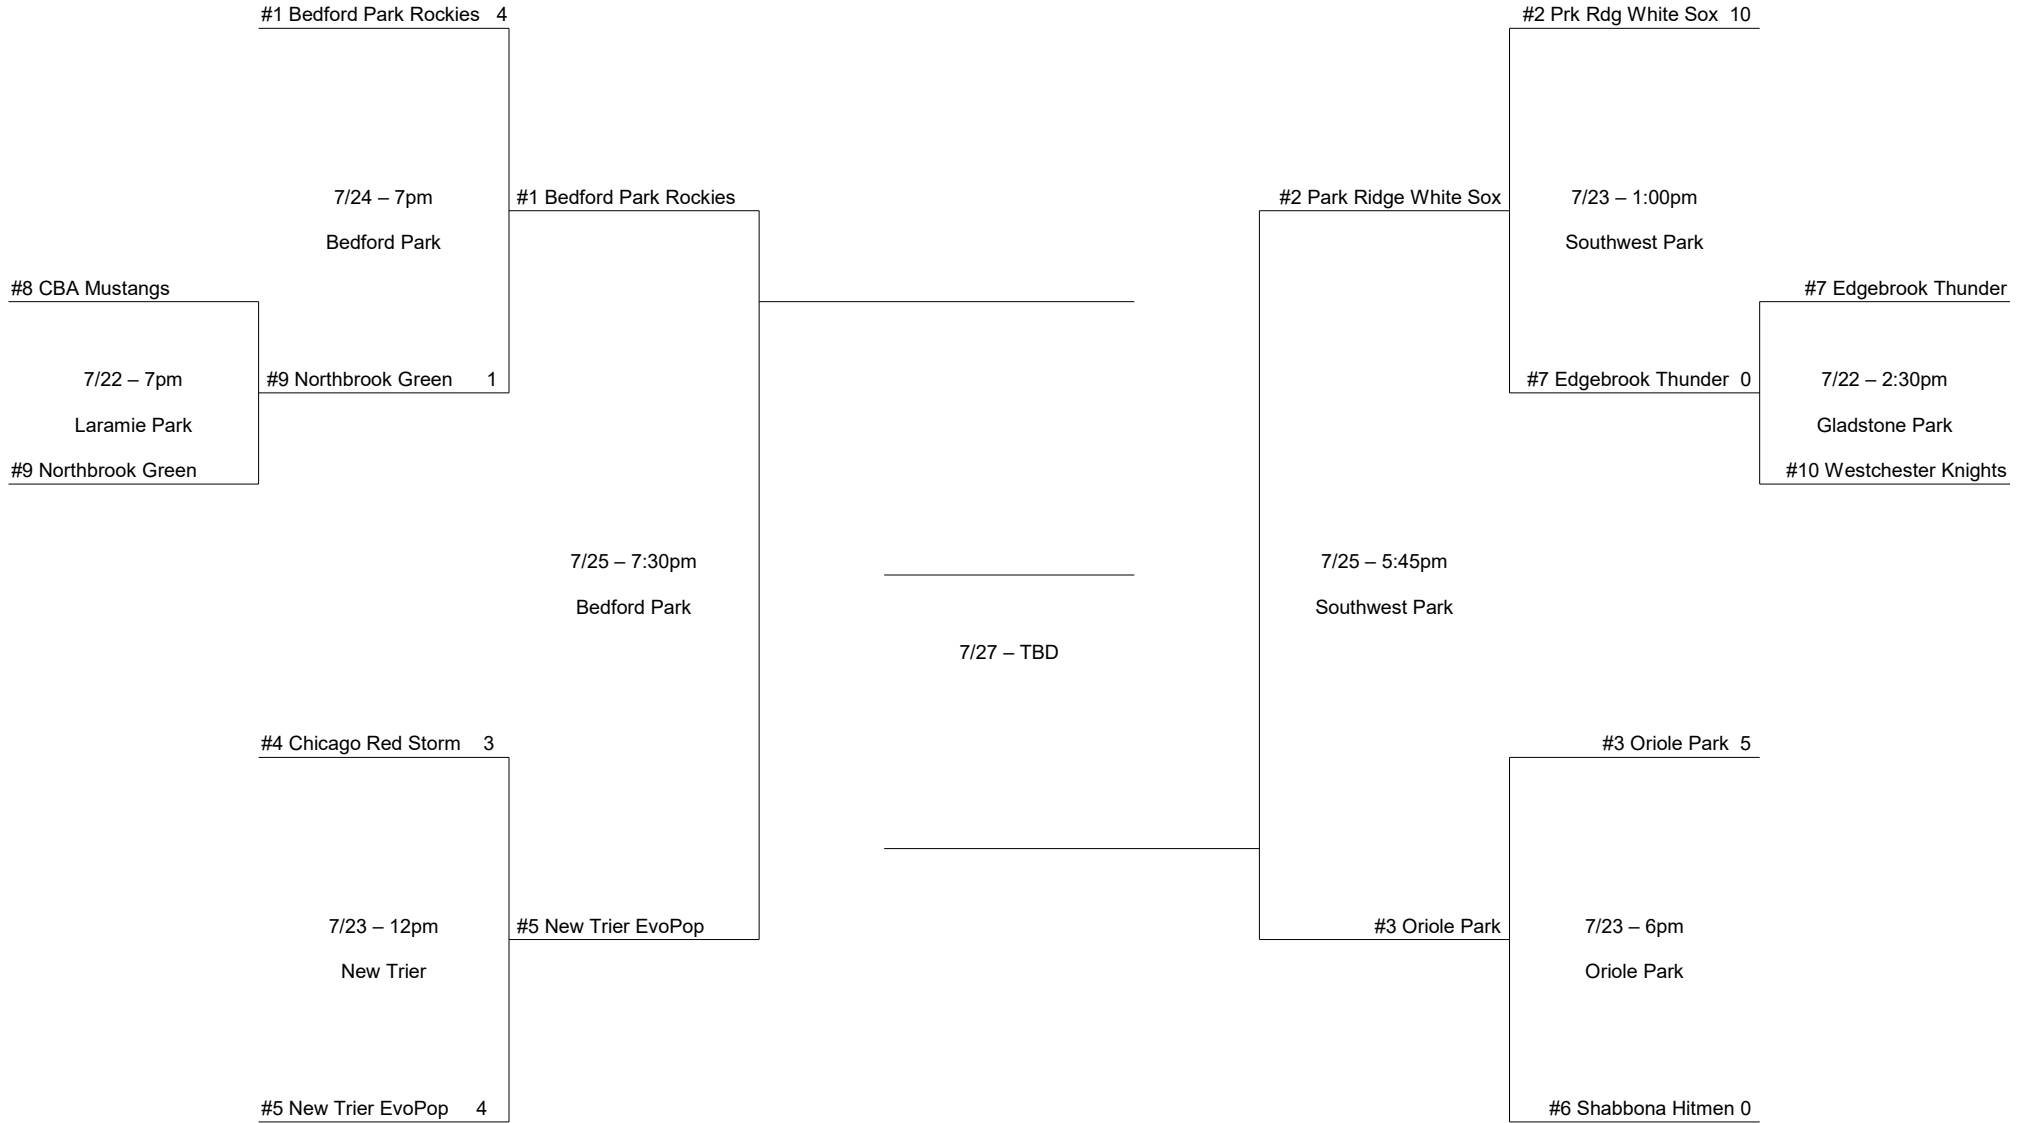 #1 Bedford Park Rockies 4
#2 Prk Rdg White Sox 10
7/24 – 7pm
#1 Bedford Park Rockies
#2 Park Ridge White Sox
7/23 – 1:00pm
Bedford Park
Southwest Park
#8 CBA Mustangs
#7 Edgebrook Thunder
7/22 – 7pm
#9 Northbrook Green 1
#7 Edgebrook Thunder 0
7/22 – 2:30pm
Laramie Park
Gladstone Park
#9 Northbrook Green
#10 Westchester Knights
7/25 – 7:30pm
7/25 – 5:45pm
Bedford Park
Southwest Park
7/27 – TBD
#4 Chicago Red Storm 3
#3 Oriole Park 5
7/23 – 12pm
#5 New Trier EvoPop
#3 Oriole Park
7/23 – 6pm
New Trier
Oriole Park
#5 New Trier EvoPop 4
#6 Shabbona Hitmen 0